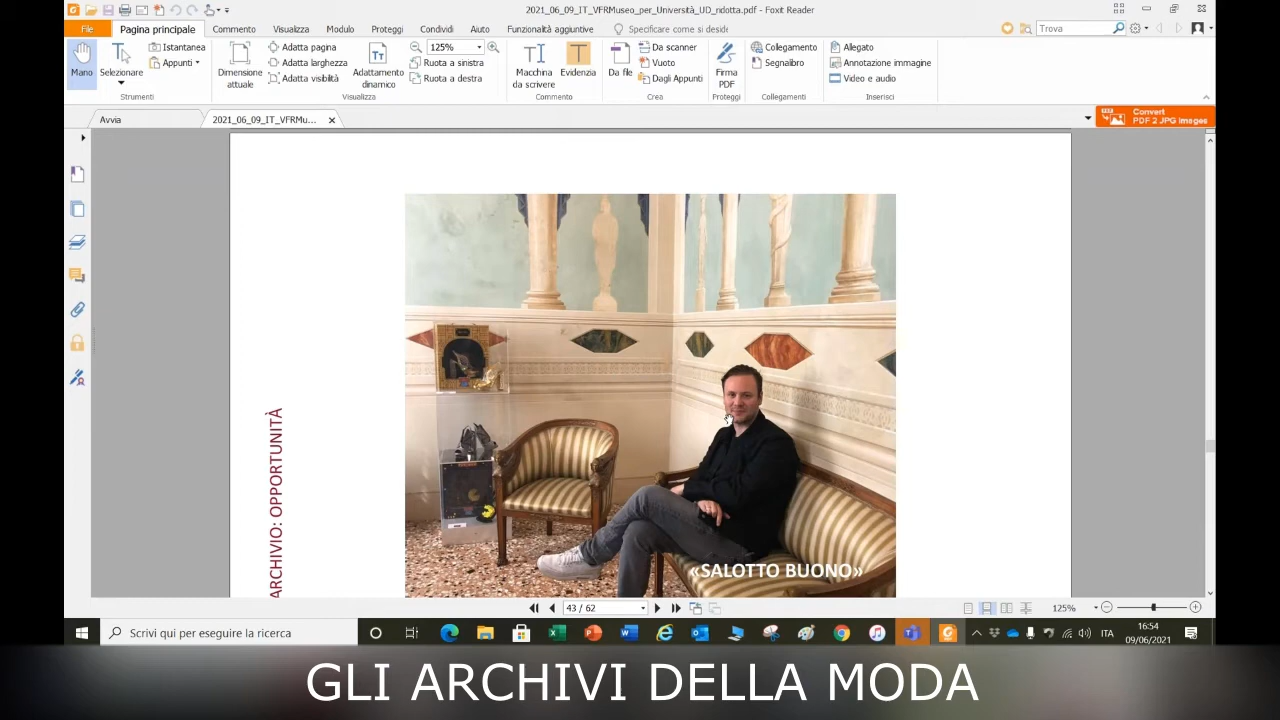 2021_06_09_IT_VFRMuseo_per_Università_UD_ndotta.pdf - Foxit Reader
File
Pagina principale
Commento
Visualizza
Modulo
Proteggi
Condividi
Aiuto
Funzionalità aggiuntive
Specificare come si deside
Trova
Mano
Selezionare
Istantanea
Appunti
Strumenti
Dimensione
attuale
Adatta pagina
Adatta larghezza
Adatta visibilità
Adattamento
dinamico
125%
Ruota a sinistra
Ruota a destra
Visualizza
Macchina
da scrivere
Evidenzia
Commento
Da file
Da scanner
Vuoto
Dagli Appunti
Crea
Firma
PDF
Proteggi
Collegamento
Segnalibro
Collegamenti
Allegato
Annotazione immagine
Video e audio
Inserisci
Avvia
2021_06_09_IT_VFRMu...
Convert
PDF 2 JPG Images
ARCHIVIO: OPPORTUNITÀ
«SALOTTO BUONO»
43 / 62
125%
Scrivi qui per eseguire la ricerca
ITA
16:54
09/06/2021
GLI ARCHIVI DELLA MODA